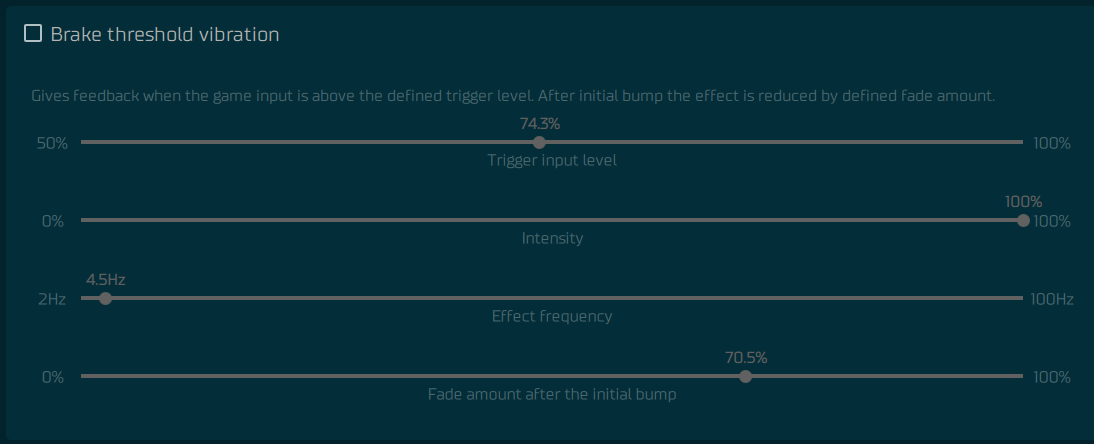 Brake threshold vibration
Gives feedback when the game input is above the defined trigger level. After initial bump the effect is reduced by defined fade amount.
74.3%
50% 100%
Trigger input level
100%
0% 100%
Intensity
4.5Hz
2Hz 100Hz
Effect frequency
70.5%
0% 100%
Fade amount after the initial bump